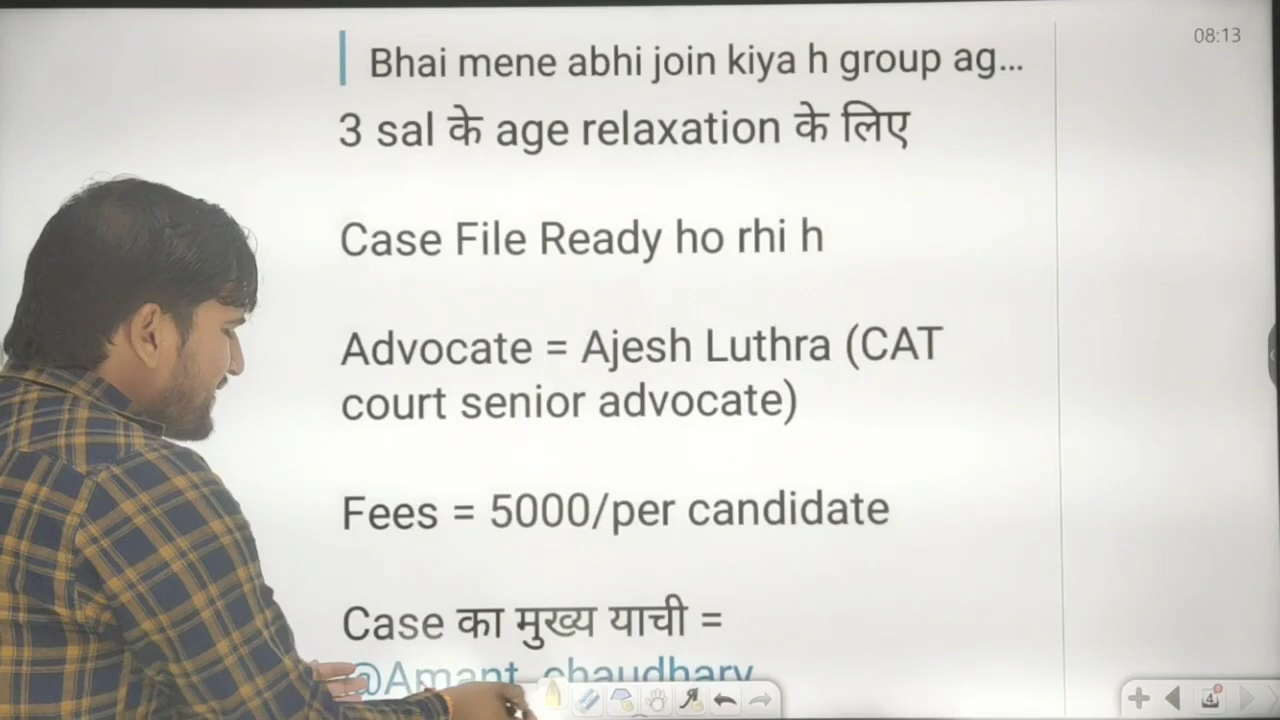 08:13
Bhai mene abhi join kiya h group ag...
3 sal के age relaxation के लिए
Case File Ready ho rhi h
Advocate = Ajesh Luthra (CAT
court senior advocate)
Fees = 5000/per candidate
Case का मुख्य याची =
@Amant_chaudhary